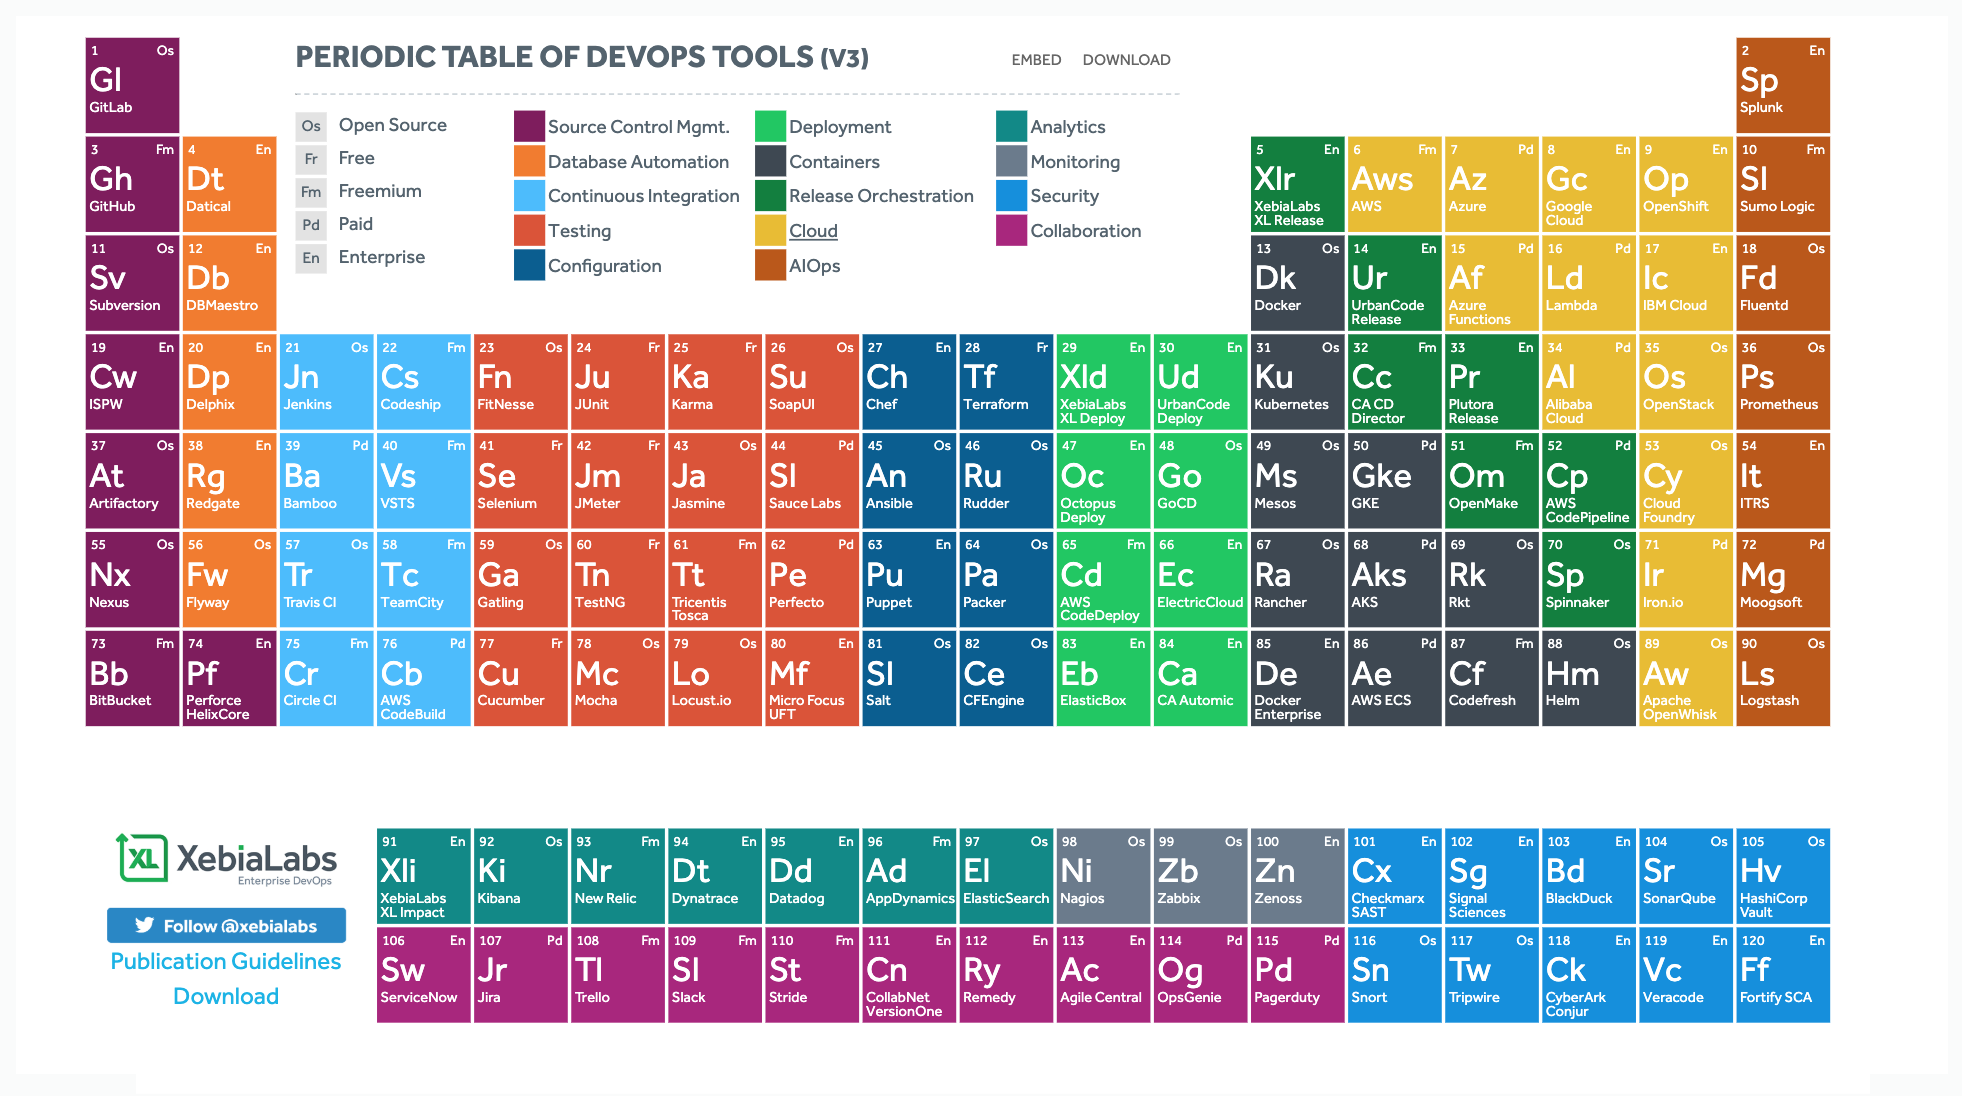 PERIODIC TABLE OF DEVOPS TOOLS (V3)
EMBED DOWNLOAD
Os Open Source
Fr Free
Fm Freemium
Pd Paid
En Enterprise
Source Control Mgmt.
Database Automation
Continuous Integration
Testing
Configuration
Deployment
Containers
Release Orchestration
Cloud
AIOps
Analytics
Monitoring
Security
Collaboration
1 Os
Gl
GitLab
2 En
Sp
Splunk
3 Fm
Gh
GitHub
4 En
Dt
Datical
5 En
Xlr
XebiaLabs
XL Release
6 Fm
Aws
AWS
7 Pd
Az
Azure
8 En
Gc
Google
Cloud
9 En
Op
OpenShift
10 Fm
Sl
Sumo Logic
11 Os
Sv
Subversion
12 En
Db
DBMaestro
13 Os
Dk
Docker
14 En
Ur
UrbanCode
Release
15 Pd
Af
Azure
Functions
16 Pd
Ld
Lambda
17 En
Ic
IBM Cloud
18 Os
Fd
Fluentd
19 En
Cw
ISPW
20 En
Dp
Delphix
21 Os
Jn
Jenkins
22 Fm
Cs
Codeship
23 Os
Fn
FitNesse
24 Fr
Ju
JUnit
25 Fr
Ka
Karma
26 Os
Su
SoapUI
27 En
Ch
Chef
28 Fr
Tf
Terraform
29 En
Xld
XebiaLabs
XL Deploy
30 En
Ud
UrbanCode
Deploy
31 Os
Ku
Kubernetes
32 Fm
Cc
CA CD
Director
33 En
Pr
Plutora
Release
34 Pd
Al
Alibaba
Cloud
35 Os
Os
OpenStack
36 Os
Ps
Prometheus
37 Os
At
Artifactory
38 En
Rg
Redgate
39 Pd
Ba
Bamboo
40 Fm
Vs
VSTS
41 Fr
Se
Selenium
42 Fr
Jm
JMeter
43 Os
Ja
Jasmine
44 Pd
Sl
Sauce Labs
45 Os
An
Ansible
46 Os
Ru
Rudder
47 En
Oc
Octopus
Deploy
48 Os
Go
GoCD
49 Os
Ms
Mesos
50 Pd
Gke
GKE
51 Fm
Om
OpenMake
52 Pd
Cp
AWS
CodePipeline
53 Os
Cy
Cloud
Foundry
54 En
It
ITRS
55 Os
Nx
Nexus
56 Os
Fw
Flyway
57 Os
Tr
Travis CI
58 Fm
Tc
TeamCity
59 Os
Ga
Gatling
60 Fr
Tn
TestNG
61 Fm
Tt
Tricentis
Tosca
62 Pd
Pe
Perfecto
63 En
Pu
Puppet
64 Os
Pa
Packer
65 Fm
Cd
AWS
CodeDeploy
66 En
Ec
ElectricCloud
67 Os
Ra
Rancher
68 Pd
Aks
AKS
69 Os
Rk
Rkt
70 Os
Sp
Spinnaker
71 Pd
Ir
Iron.io
72 Pd
Mg
Moogsoft
73 Fm
Bb
BitBucket
74 En
Pf
Perforce
HelixCore
75 Fm
Cr
Circle CI
76 Pd
Cb
AWS
CodeBuild
77 Fr
Cu
Cucumber
78 Os
Mc
Mocha
79 Os
Lo
Locust.io
80 En
Mf
Micro Focus
UFT
81 Os
Sl
Salt
82 Os
Ce
CFEngine
83 En
Eb
ElasticBox
84 En
Ca
CA Automic
85 En
De
Docker
Enterprise
86 Pd
Ae
AWS ECS
87 Fm
Cf
Codefresh
88 Os
Hm
Helm
89 Os
Aw
Apache
OpenWhisk
90 Os
Ls
Logstash
XL XebiaLabs
Enterprise DevOps
Follow @xebialabs
Publication Guidelines
Download
91 En
Xli
XebiaLabs
XL Impact
92 Os
Ki
Kibana
93 Fm
Nr
New Relic
94 En
Dt
Dynatrace
95 En
Dd
Datadog
96 Fm
Ad
AppDynamics
97 Os
El
ElasticSearch
98 Os
Ni
Nagios
99 Os
Zb
Zabbix
100 En
Zn
Zenoss
101 En
Cx
Checkmarx
SAST
102 En
Sg
Signal
Sciences
103 En
Bd
BlackDuck
104 Os
Sr
SonarQube
105 Os
Hv
HashiCorp
Vault
106 En
Sw
ServiceNow
107 Pd
Jr
Jira
108 Fm
Tl
Trello
109 Fm
Sl
Slack
110 Fm
St
Stride
111 En
Cn
CollabNet
VersionOne
112 En
Ry
Remedy
113 En
Ac
Agile Central
114 Pd
Og
OpsGenie
115 Pd
Pd
Pagerduty
116 Os
Sn
Snort
117 Os
Tw
Tripwire
118 En
Ck
CyberArk
Conjur
119 En
Vc
Veracode
120 En
Ff
Fortify SCA